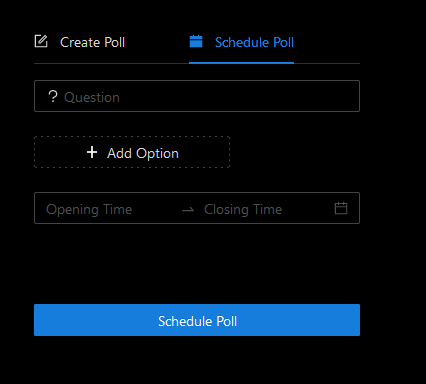 Create Poll Schedule Poll
? Question
+ Add Option
Opening Time → Closing Time
Schedule Poll